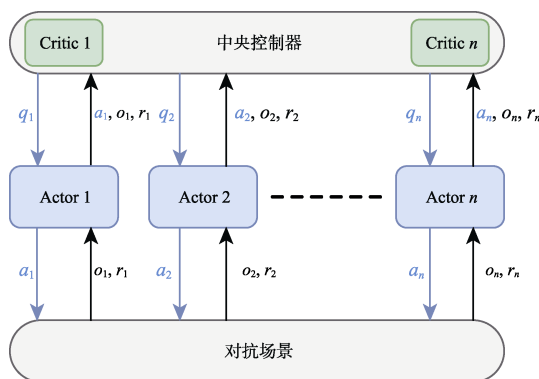 Critic 1 中央控制器 Critic n
q₁ a₁, o₁, r₁ q₂ a₂, o₂, r₂ qₙ aₙ, oₙ, rₙ
Actor 1 Actor 2 Actor n
a₁ o₁, r₁ a₂ o₂, r₂ aₙ oₙ, rₙ
对抗场景